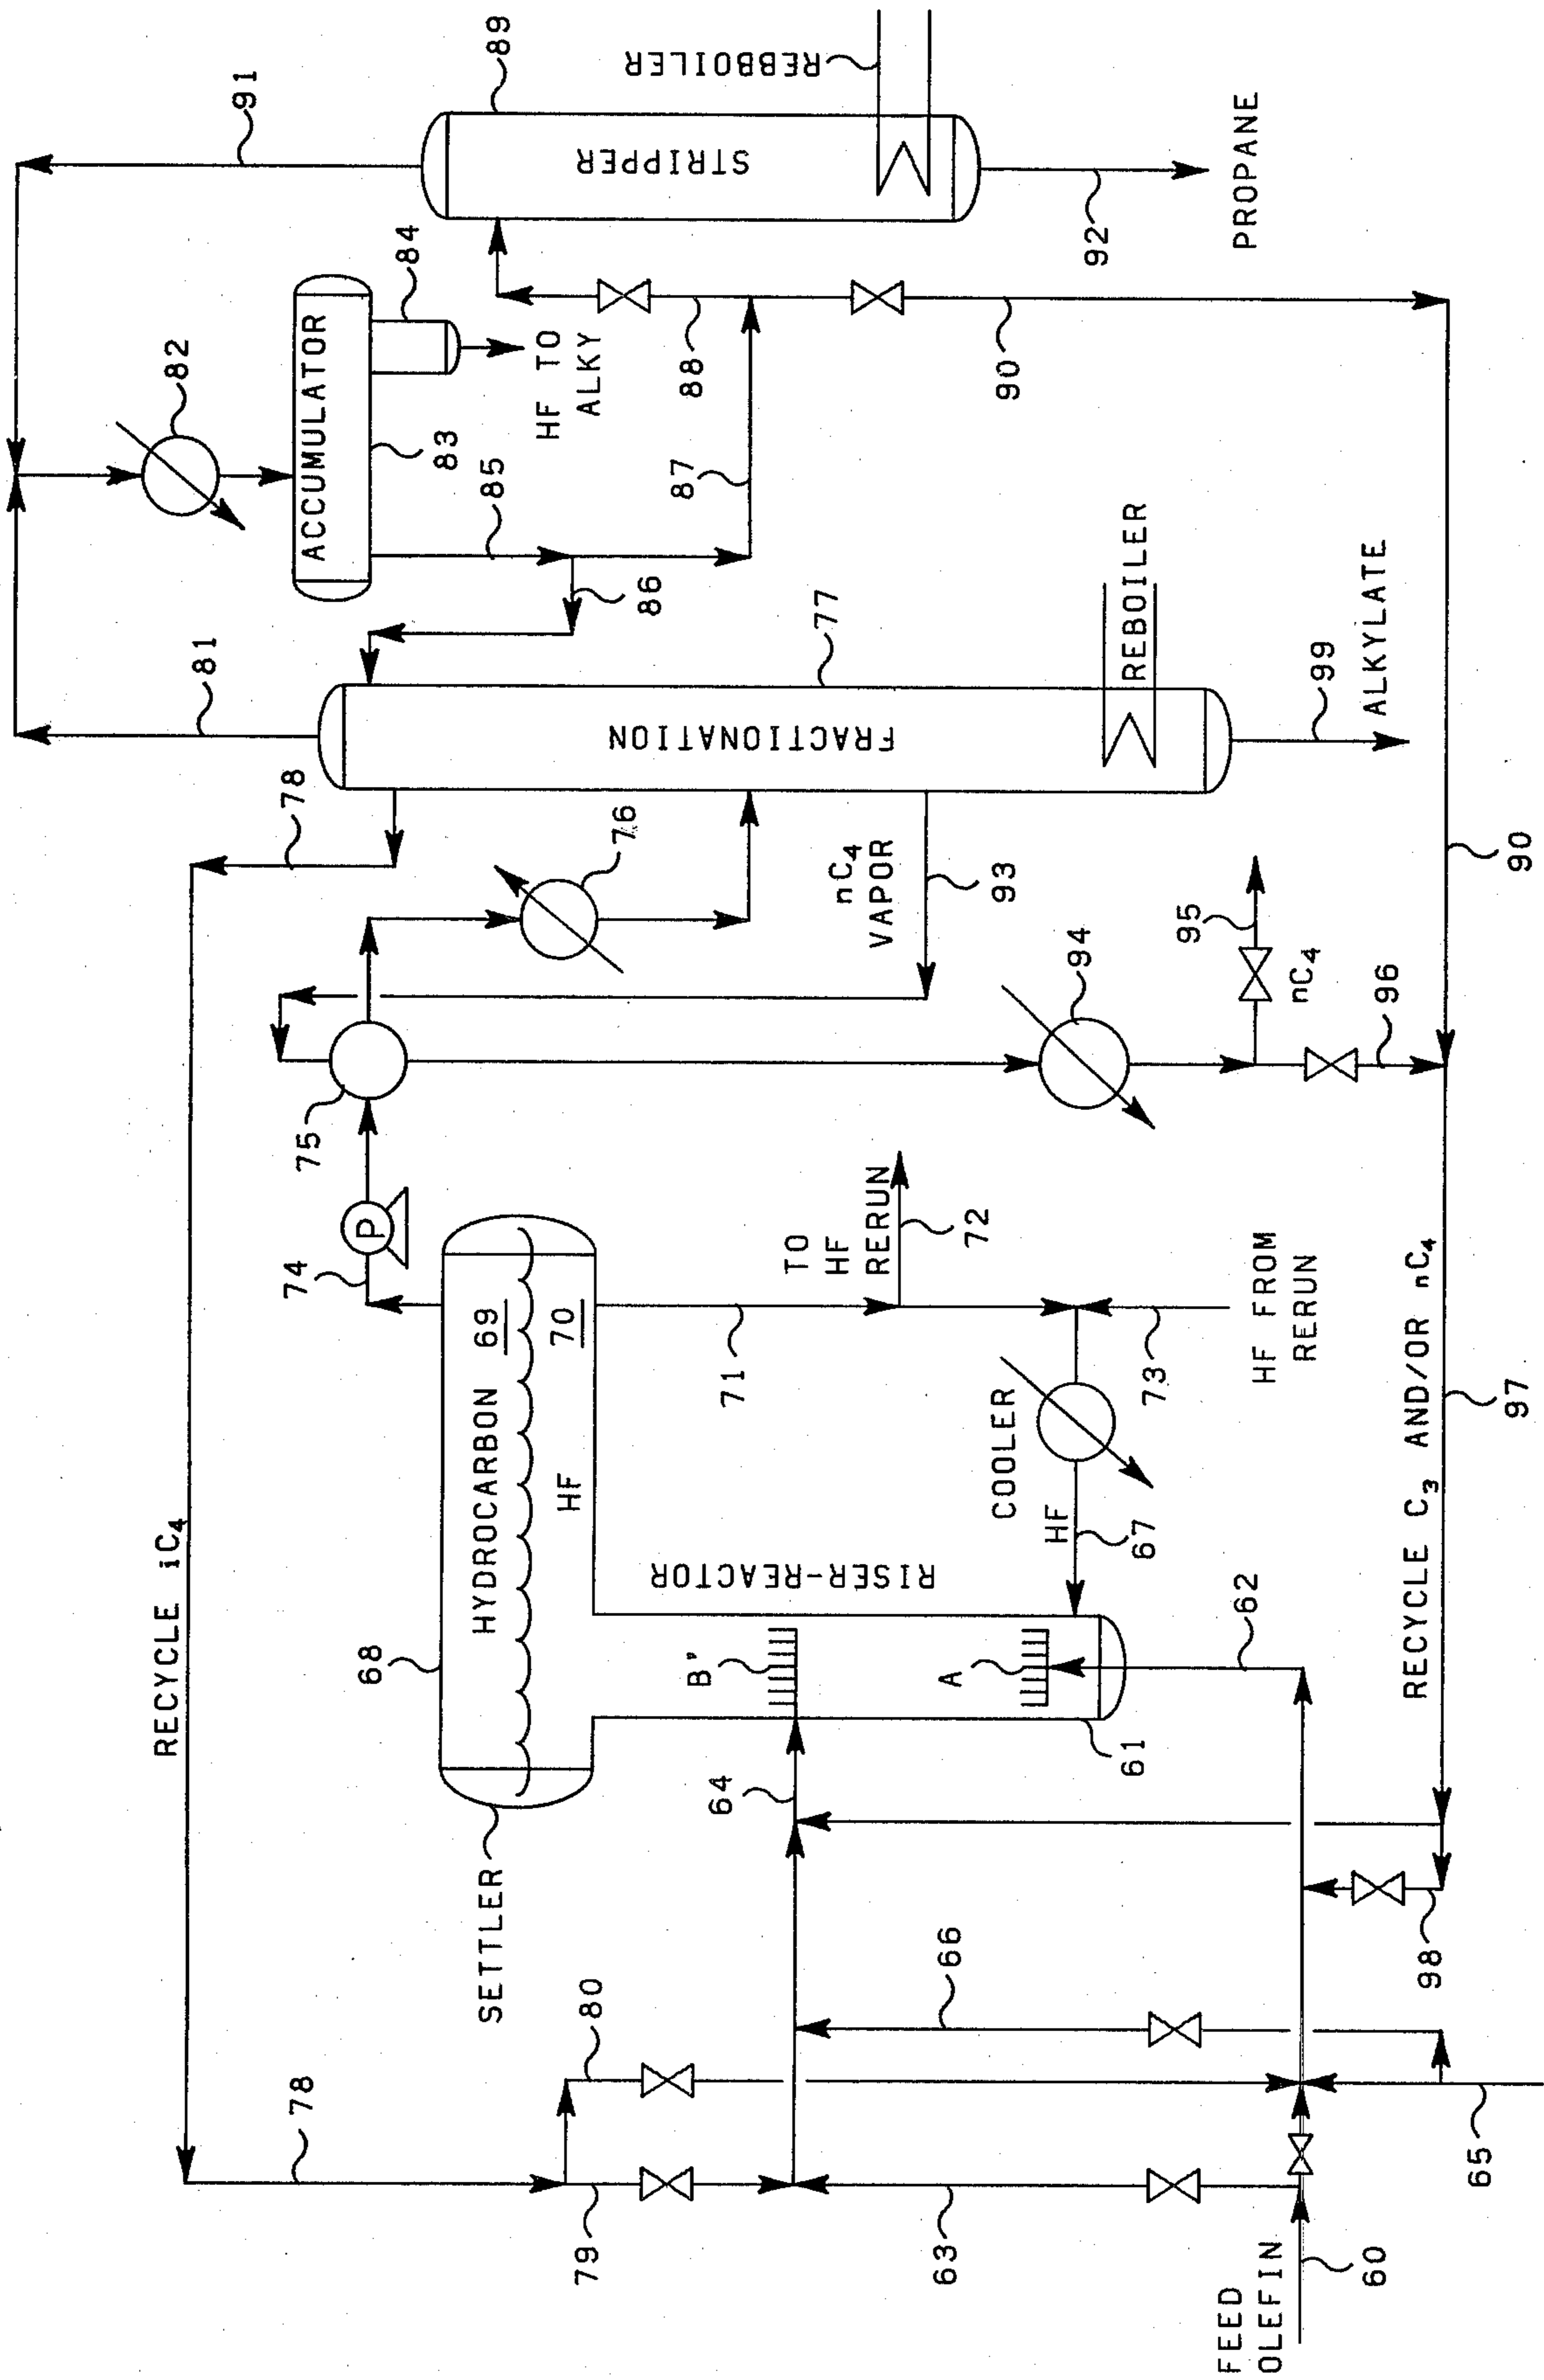 RECYCLE iC4
78
81
91
82
ACCUMULATOR
83
84
HF TO
ALKY
85
86
87
88
STRIPPER
89
REBBOILER
90
92
PROPANE
78
76
FRACTIONATION
77
REBOILER
99
ALKYLATE
nC4
VAPOR
93
75
74
P
94
95
nC4
96
90
SETTLER
68
HYDROCARBON 69
HF 70
71
TO
HF
RERUN
72
73
HF FROM
RERUN
COOLER
HF
67
RISER-REACTOR
B"
A
61
62
64
79
80
66
63
98
97
RECYCLE C3 AND/OR nC4
65
FEED
OLEFIN
60